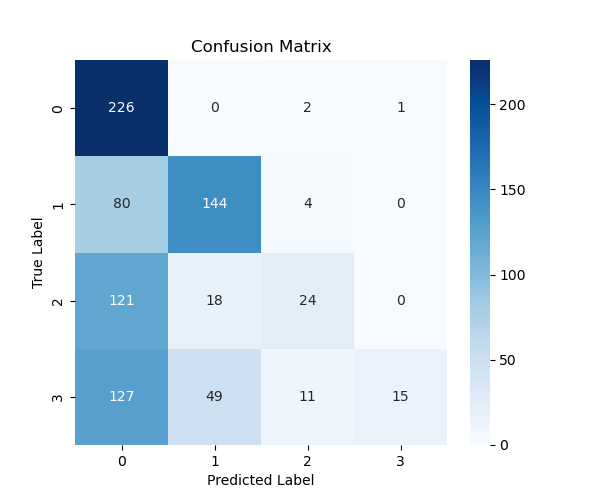 Confusion Matrix
True Label
0 226 0 2 1
1 80 144 4 0
2 121 18 24 0
3 127 49 11 15
0 1 2 3
Predicted Label
200
150
100
50
0